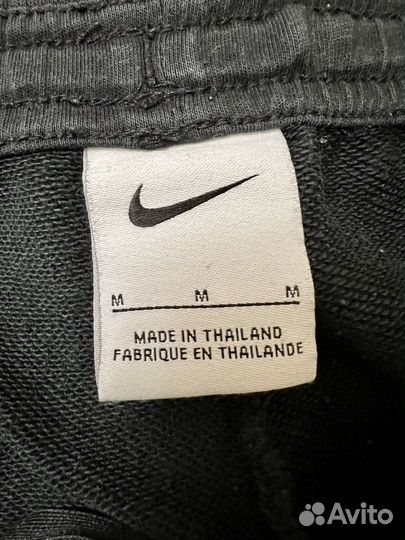 M M M
MADE IN THAILAND
FABRIQUE EN THAILANDE
Avito